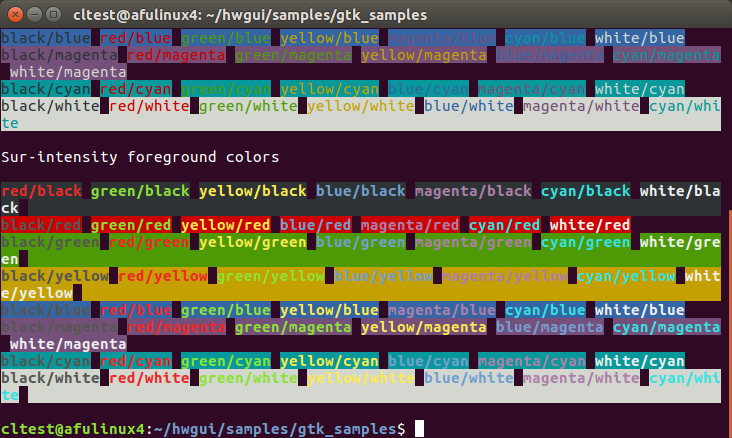 cltest@afulinux4: ~/hwgui/samples/gtk_samples
black/blue red/blue green/blue yellow/blue magenta/blue cyan/blue white/blue
black/magenta red/magenta green/magenta yellow/magenta blue/magenta cyan/magenta
white/magenta
black/cyan red/cyan green/cyan yellow/cyan blue/cyan magenta/cyan white/cyan
black/white red/white green/white yellow/white blue/white magenta/white cyan/whi
te
Sur-intensity foreground colors
red/black green/black yellow/black blue/black magenta/black cyan/black white/bla
ck
black/red green/red yellow/red blue/red magenta/red cyan/red white/red
black/green red/green yellow/green blue/green magenta/green cyan/green white/gre
en
black/yellow red/yellow green/yellow blue/yellow magenta/yellow cyan/yellow whit
e/yellow
black/blue red/blue green/blue yellow/blue magenta/blue cyan/blue white/blue
black/magenta red/magenta green/magenta yellow/magenta blue/magenta cyan/magenta
white/magenta
black/cyan red/cyan green/cyan yellow/cyan blue/cyan magenta/cyan white/cyan
black/white red/white green/white yellow/white blue/white magenta/white cyan/whi
te
cltest@afulinux4:~/hwgui/samples/gtk_samples$